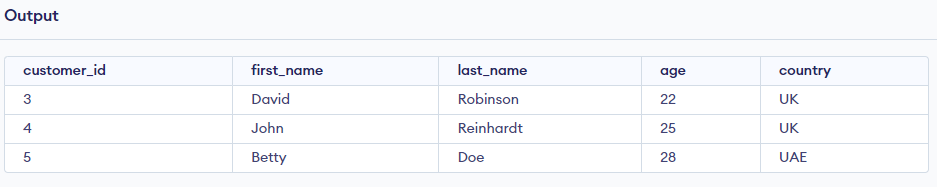 Output
customer_id first_name last_name age country
3 David Robinson 22 UK
4 John Reinhardt 25 UK
5 Betty Doe 28 UAE